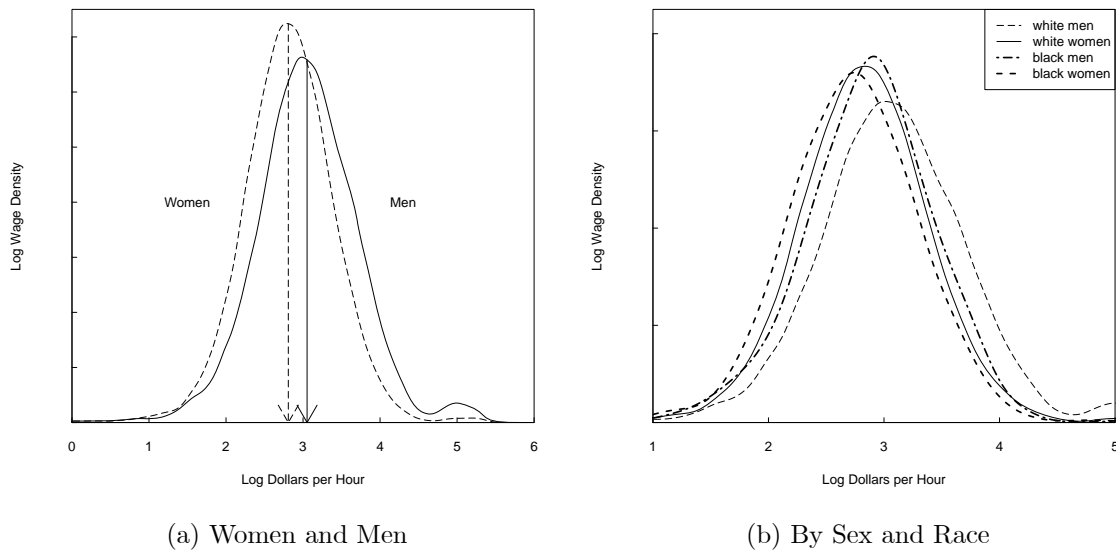 Log Wage Density
Women
Men
0 1 2 3 4 5 6
Log Dollars per Hour
(a) Women and Men
Log Wage Density
white men
white women
black men
black women
1 2 3 4 5
Log Dollars per Hour
(b) By Sex and Race